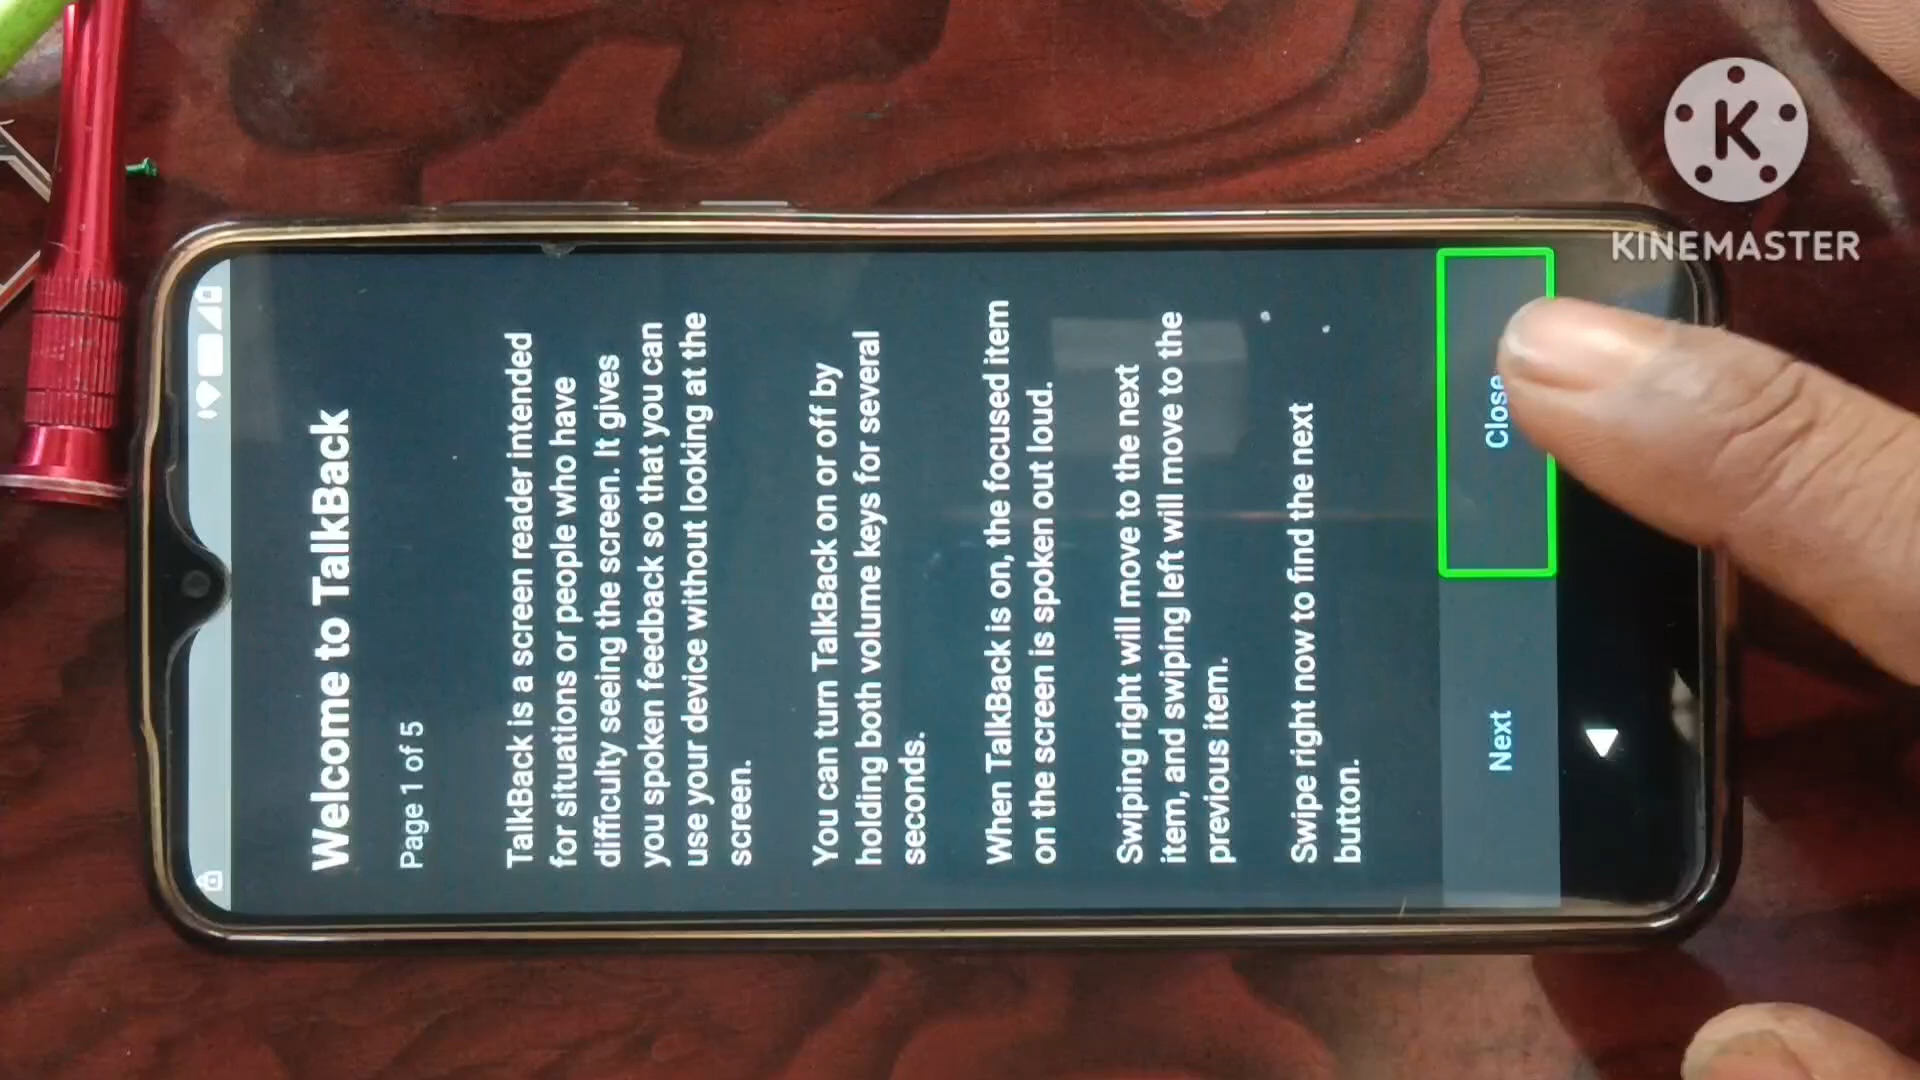 Welcome to TalkBack
Page 1 of 5
TalkBack is a screen reader intended
for situations or people who have
difficulty seeing the screen. It gives
you spoken feedback so that you can
use your device without looking at the
screen.
You can turn TalkBack on or off by
holding both volume keys for several
seconds.
When TalkBack is on, the focused item
on the screen is spoken out loud.
Swiping right will move to the next
item, and swiping left will move to the
previous item.
Swipe right now to find the next
button.
Next
Close
K
KINEMASTER